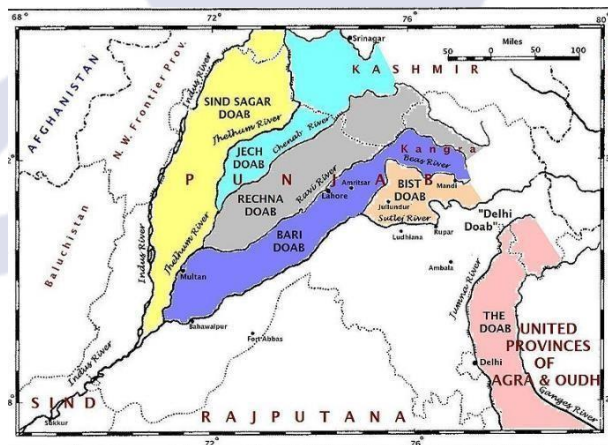 68°
72°
76°
Miles
50
0
50
100
Srinagar
KASHMIR
AFGHANISTAN
N. W. Frontier Prov.
Indus River
SIND SAGAR
DOAB
Jhelhum River
JECH
DOAB
Chenab River
PUNJAB
Kangra
Beas River
RECHNA
DOAB
Ravi River
Amritsar
Lahore
BIST
DOAB
Mandi
Jullundur
Sutlej River
"Delhi
Doab"
BARI
DOAB
Ludhiana
Rupar
Baluchistan
Indus River
Jhelhum River
Multan
Ambala
Jumna River
Bahawalpur
Fort Abbas
THE
DOAB
UNITED
PROVINCES
OF
AGRA & OUDH
Delhi
Indus River
Ganges River
SIND
Sukkur
RAJPUTANA
72
76